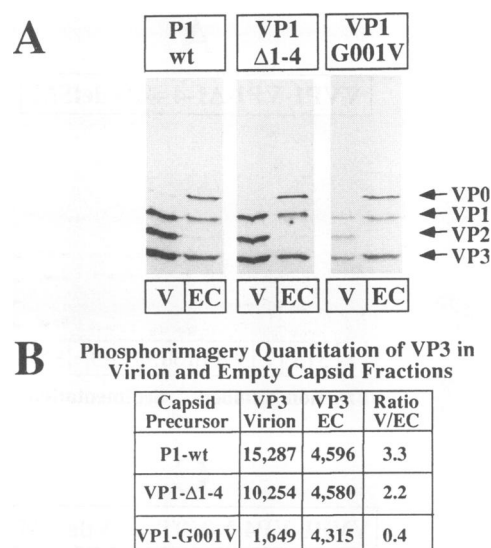 A
P1
wt
VP1
Δ1-4
VP1
G001V
VP0
VP1
VP2
VP3
V EC V EC V EC
B
Phosphorimagery Quantitation of VP3 in
Virion and Empty Capsid Fractions
Capsid Precursor VP3 Virion VP3 EC Ratio V/EC
P1-wt 15,287 4,596 3.3
VP1-Δ1-4 10,254 4,580 2.2
VP1-G001V 1,649 4,315 0.4